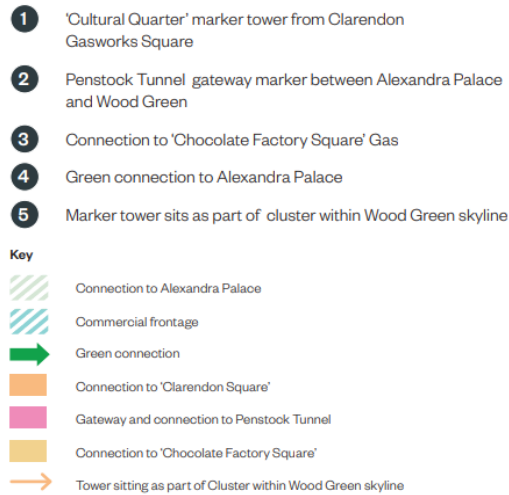 1 'Cultural Quarter' marker tower from Clarendon
Gasworks Square
2 Penstock Tunnel gateway marker between Alexandra Palace
and Wood Green
3 Connection to 'Chocolate Factory Square' Gas
4 Green connection to Alexandra Palace
5 Marker tower sits as part of cluster within Wood Green skyline
Key
Connection to Alexandra Palace
Commercial frontage
Green connection
Connection to 'Clarendon Square'
Gateway and connection to Penstock Tunnel
Connection to 'Chocolate Factory Square'
Tower sitting as part of Cluster within Wood Green skyline